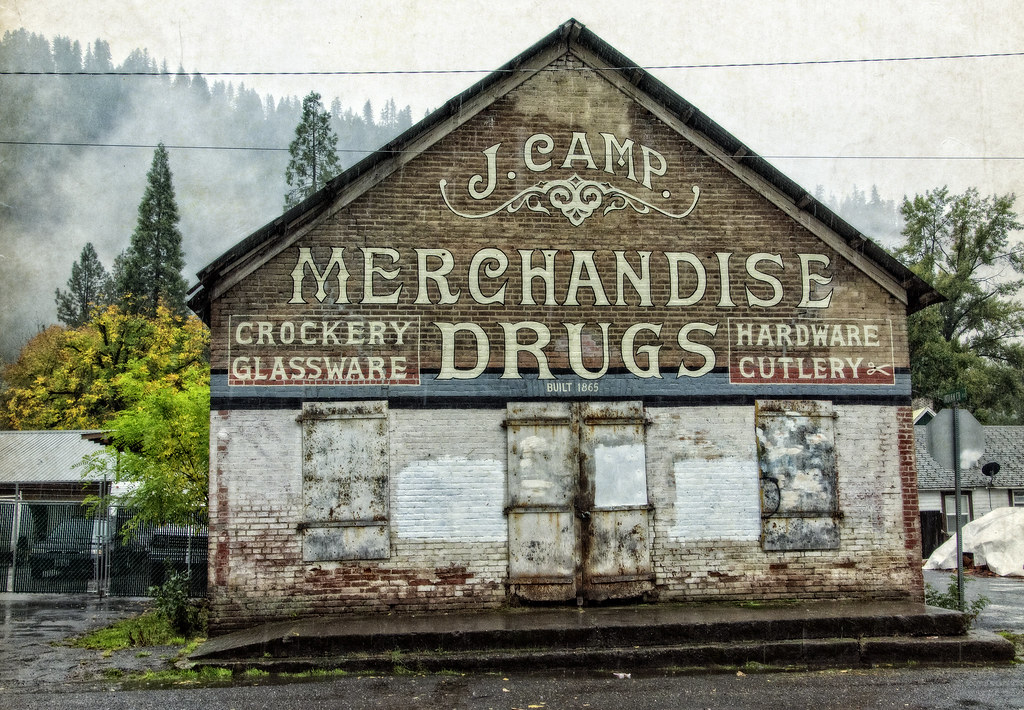 J. CAMP.
MERCHANDISE
CROCKERY
GLASSWARE
DRUGS
HARDWARE
CUTLERY
BUILT 1865